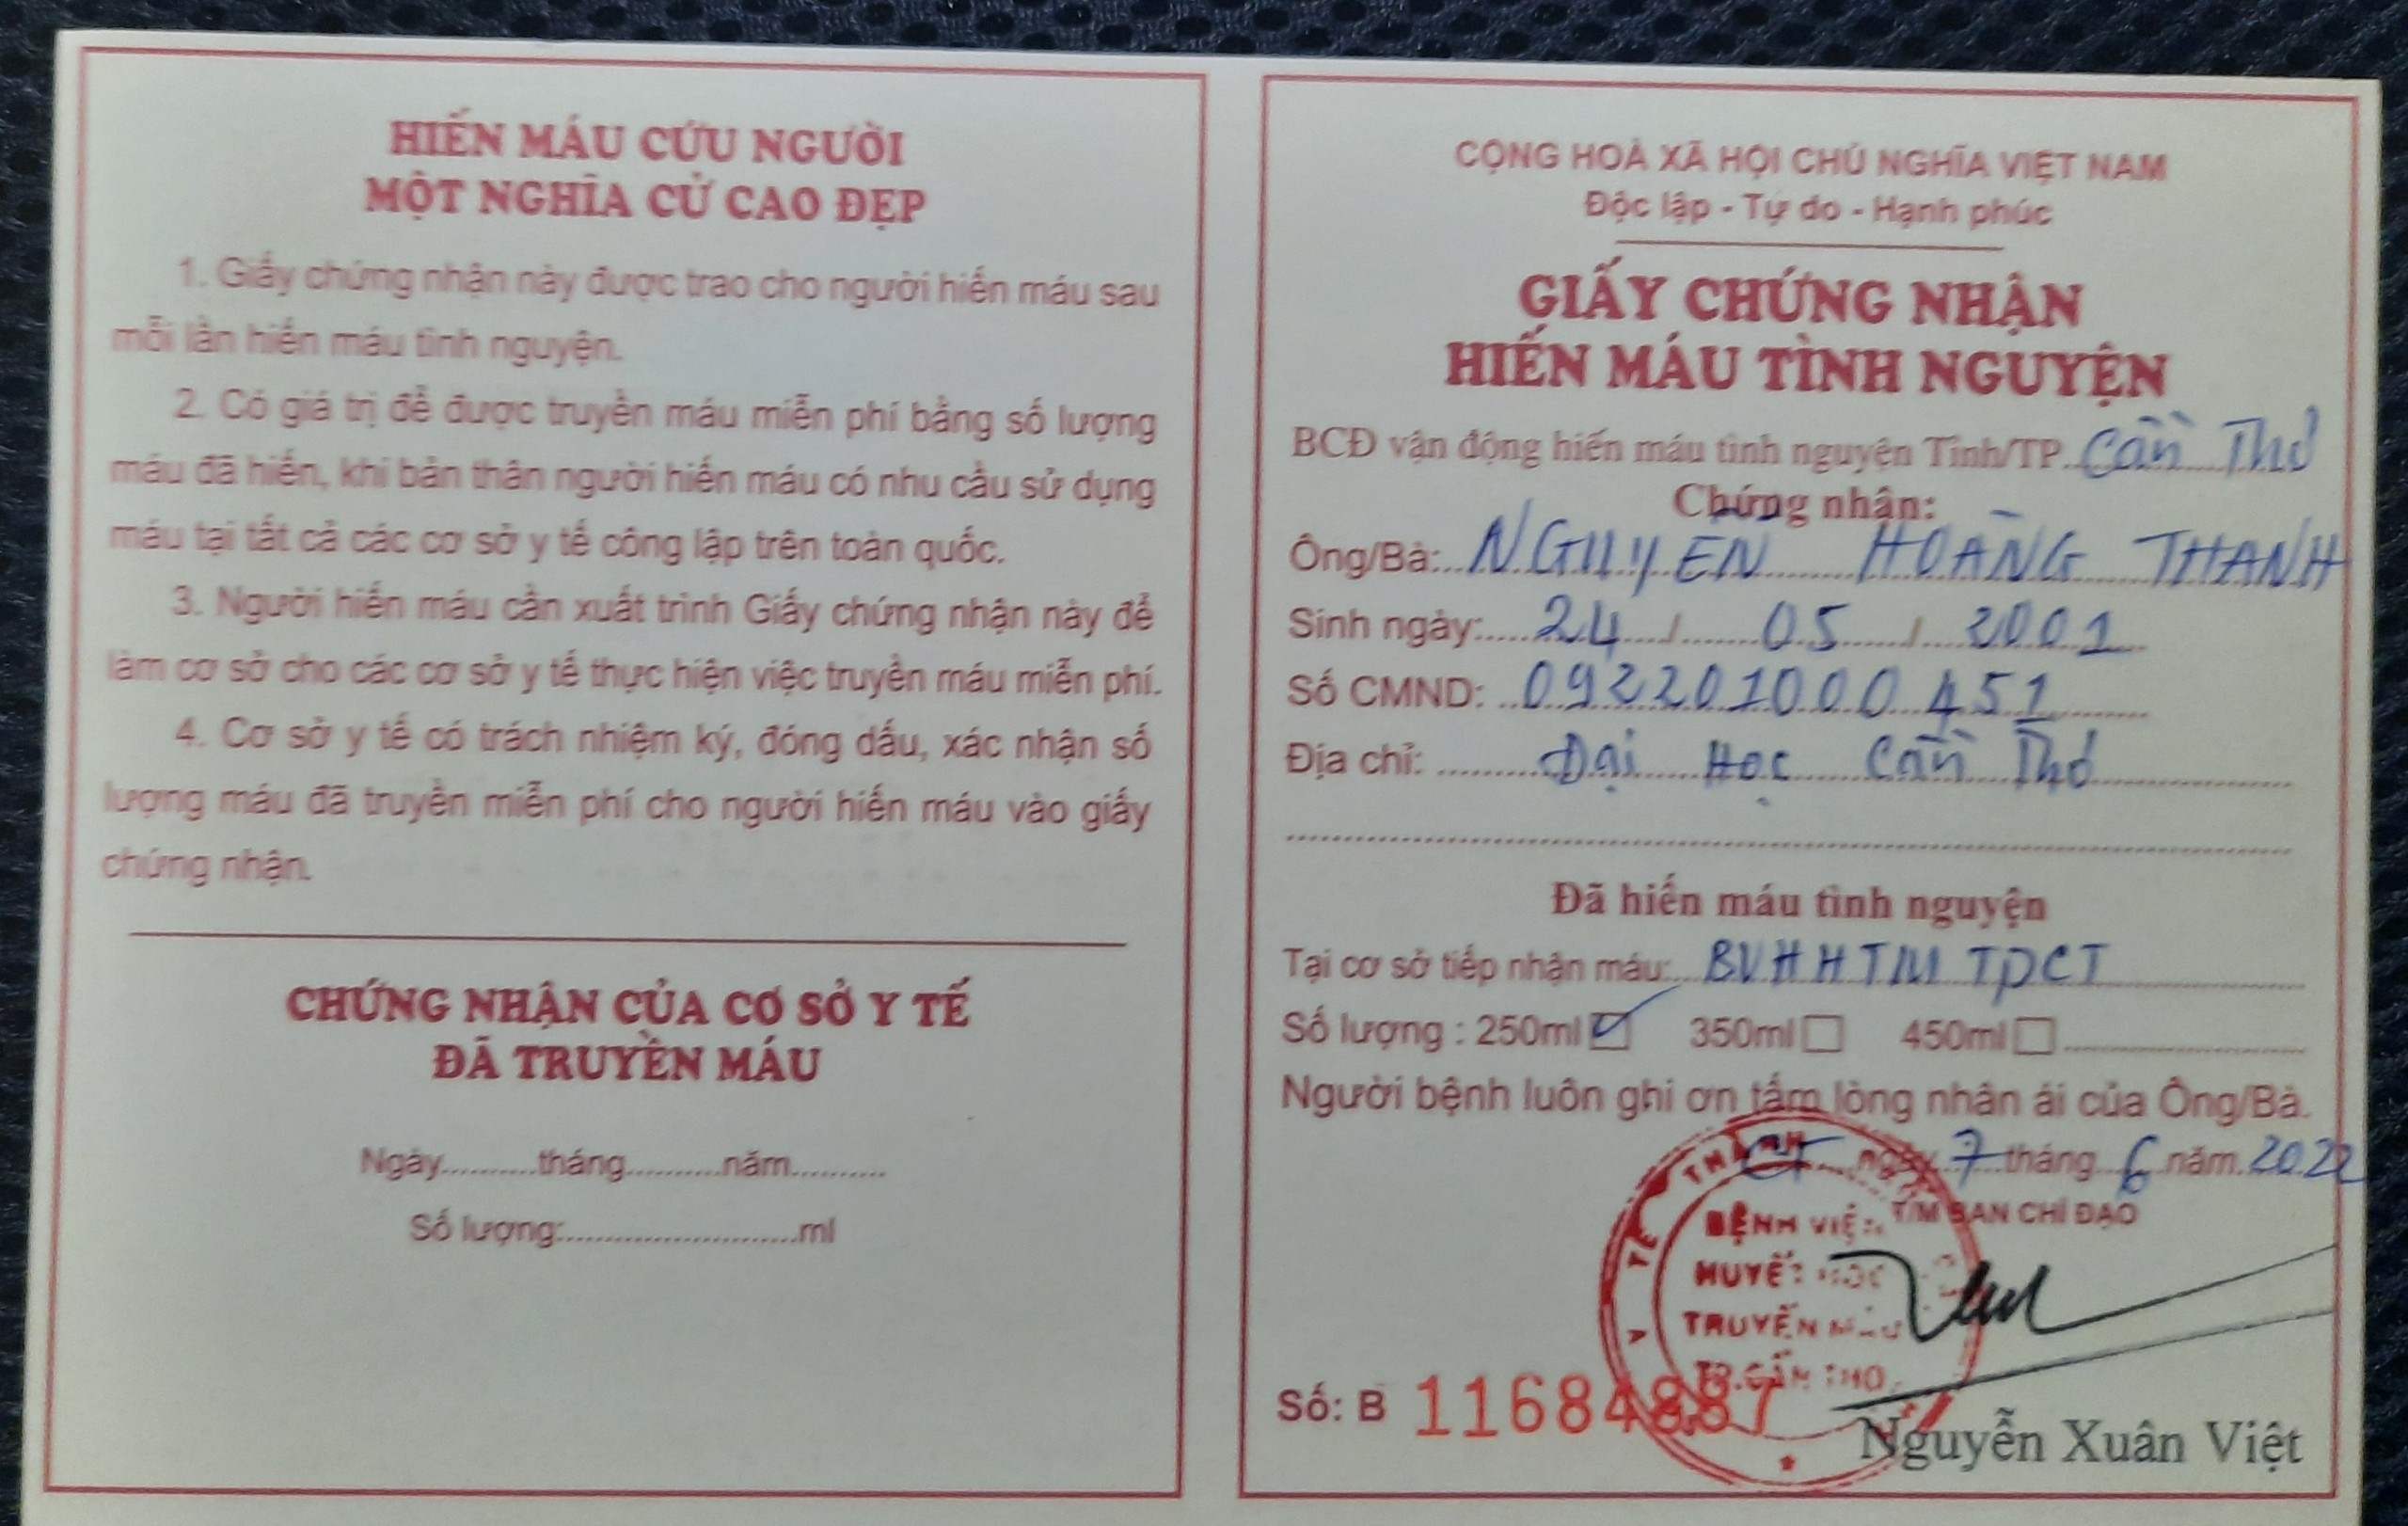 HIẾN MÁU CỨU NGƯỜI
MỘT NGHĨA CỬ CAO ĐẸP
1. Giấy chứng nhận này được trao cho người hiến máu sau
mỗi lần hiến máu tình nguyện.
2. Có giá trị để được truyền máu miễn phí bằng số lượng
máu đã hiến, khi bản thân người hiến máu có nhu cầu sử dụng
máu tại tất cả các cơ sở y tế công lập trên toàn quốc.
3. Người hiến máu cần xuất trình Giấy chứng nhận này để
làm cơ sở cho các cơ sở y tế thực hiện việc truyền máu miễn phí.
4. Cơ sở y tế có trách nhiệm ký, đóng dấu, xác nhận số
lượng máu đã truyền miễn phí cho người hiến máu vào giấy
chứng nhận.
CHỨNG NHẬN CỦA CƠ SỞ Y TẾ
ĐÃ TRUYỀN MÁU
Ngày..........tháng..........năm..........
Số lượng:..........................ml
CỘNG HOÀ XÃ HỘI CHỦ NGHĨA VIỆT NAM
Độc lập - Tự do - Hạnh phúc
GIẤY CHỨNG NHẬN
HIẾN MÁU TÌNH NGUYỆN
BCĐ vận động hiến máu tình nguyện Tỉnh/TP. Cần Thơ
Chứng nhận:
Ông/Bà: NGUYỄN HOÀNG THANH
Sinh ngày: 24 / 05 / 2001
Số CMND: 092201000451
Địa chỉ: Đại Học Cần Thơ
Đã hiến máu tình nguyện
Tại cơ sở tiếp nhận máu: BVHHTM TPCT
Số lượng : 250ml ☑ 350ml ☐ 450ml ☐
Người bệnh luôn ghi ơn tấm lòng nhân ái của Ông/Bà.
CT ngày 7 tháng 6 năm 2022
T/M BAN CHỈ ĐẠO
Y TẾ THÀNH
BỆNH VIỆN
HUYẾT HỌC
TRUYỀN MÁU
TP.CẦN THƠ
Số: B 11684887
Nguyễn Xuân Việt